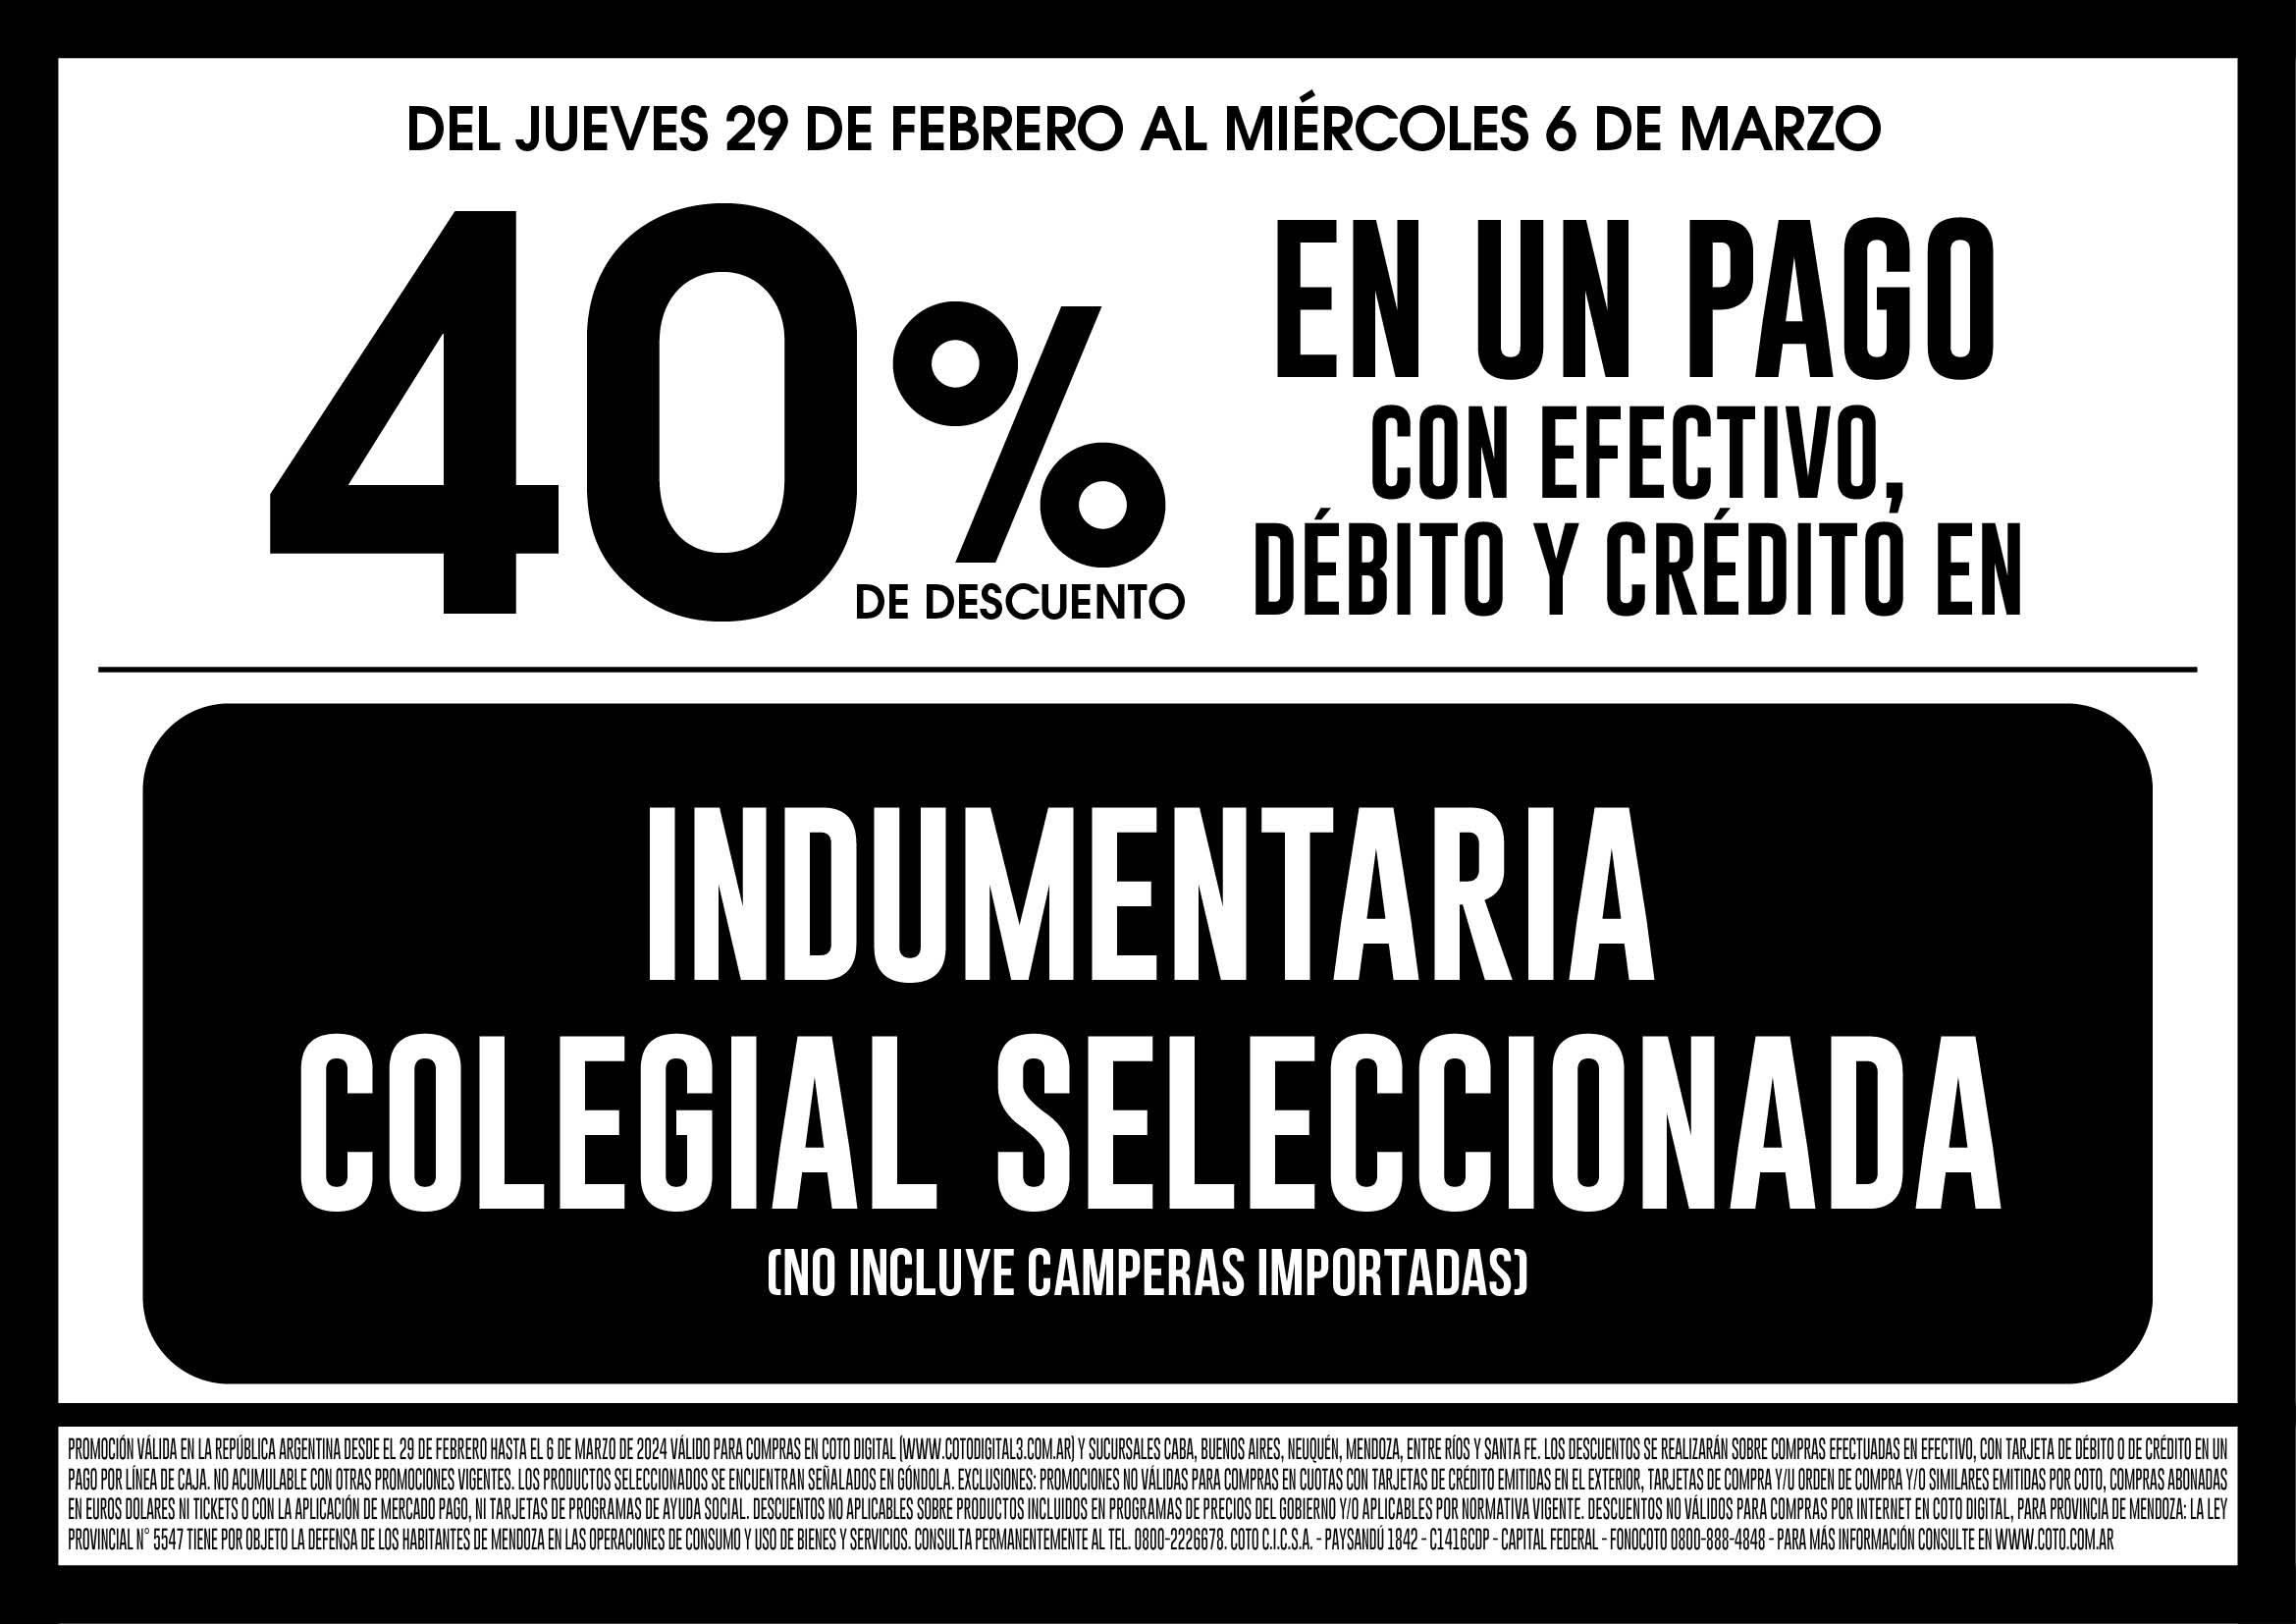 DEL JUEVES 29 DE FEBRERO AL MIÉRCOLES 6 DE MARZO
40%
DE DESCUENTO
EN UN PAGO
CON EFECTIVO,
DÉBITO Y CRÉDITO EN
INDUMENTARIA
COLEGIAL SELECCIONADA
(NO INCLUYE CAMPERAS IMPORTADAS)
PROMOCIÓN VÁLIDA EN LA REPÚBLICA ARGENTINA DESDE EL 29 DE FEBRERO HASTA EL 6 DE MARZO DE 2024 VÁLIDO PARA COMPRAS EN COTO DIGITAL (WWW.COTODIGITAL3.COM.AR) Y SUCURSALES CABA, BUENOS AIRES, NEUQUÉN, MENDOZA, ENTRE RÍOS Y SANTA FE. LOS DESCUENTOS SE REALIZARÁN SOBRE COMPRAS EFECTUADAS EN EFECTIVO, CON TARJETA DE DÉBITO O DE CRÉDITO EN UN
PAGO POR LÍNEA DE CAJA. NO ACUMULABLE CON OTRAS PROMOCIONES VIGENTES. LOS PRODUCTOS SELECCIONADOS SE ENCUENTRAN SEÑALADOS EN GÓNDOLA. EXCLUSIONES: PROMOCIONES NO VÁLIDAS PARA COMPRAS EN CUOTAS CON TARJETAS DE CRÉDITO EMITIDAS EN EL EXTERIOR, TARJETAS DE COMPRA Y/U ORDEN DE COMPRA Y/O SIMILARES EMITIDAS POR COTO, COMPRAS ABONADAS
EN EUROS DOLARES NI TICKETS O CON LA APLICACIÓN DE MERCADO PAGO, NI TARJETAS DE PROGRAMAS DE AYUDA SOCIAL. DESCUENTOS NO APLICABLES SOBRE PRODUCTOS INCLUIDOS EN PROGRAMAS DE PRECIOS DEL GOBIERNO Y/O APLICABLES POR NORMATIVA VIGENTE. DESCUENTOS NO VÁLIDOS PARA COMPRAS POR INTERNET EN COTO DIGITAL, PARA PROVINCIA DE MENDOZA: LA LEY
PROVINCIAL N° 5547 TIENE POR OBJETO LA DEFENSA DE LOS HABITANTES DE MENDOZA EN LAS OPERACIONES DE CONSUMO Y USO DE BIENES Y SERVICIOS. CONSULTA PERMANENTEMENTE AL TEL. 0800-2226678. COTO C.I.C.S.A. - PAYSANDÚ 1842 - C1416CDP - CAPITAL FEDERAL - FONOCOTO 0800-888-4848 - PARA MÁS INFORMACIÓN CONSULTE EN WWW.COTO.COM.AR